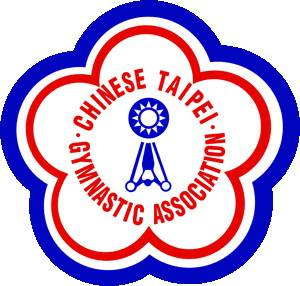 · CHINESE TAIPEI ·
GYMNASTIC ASSOCIATION